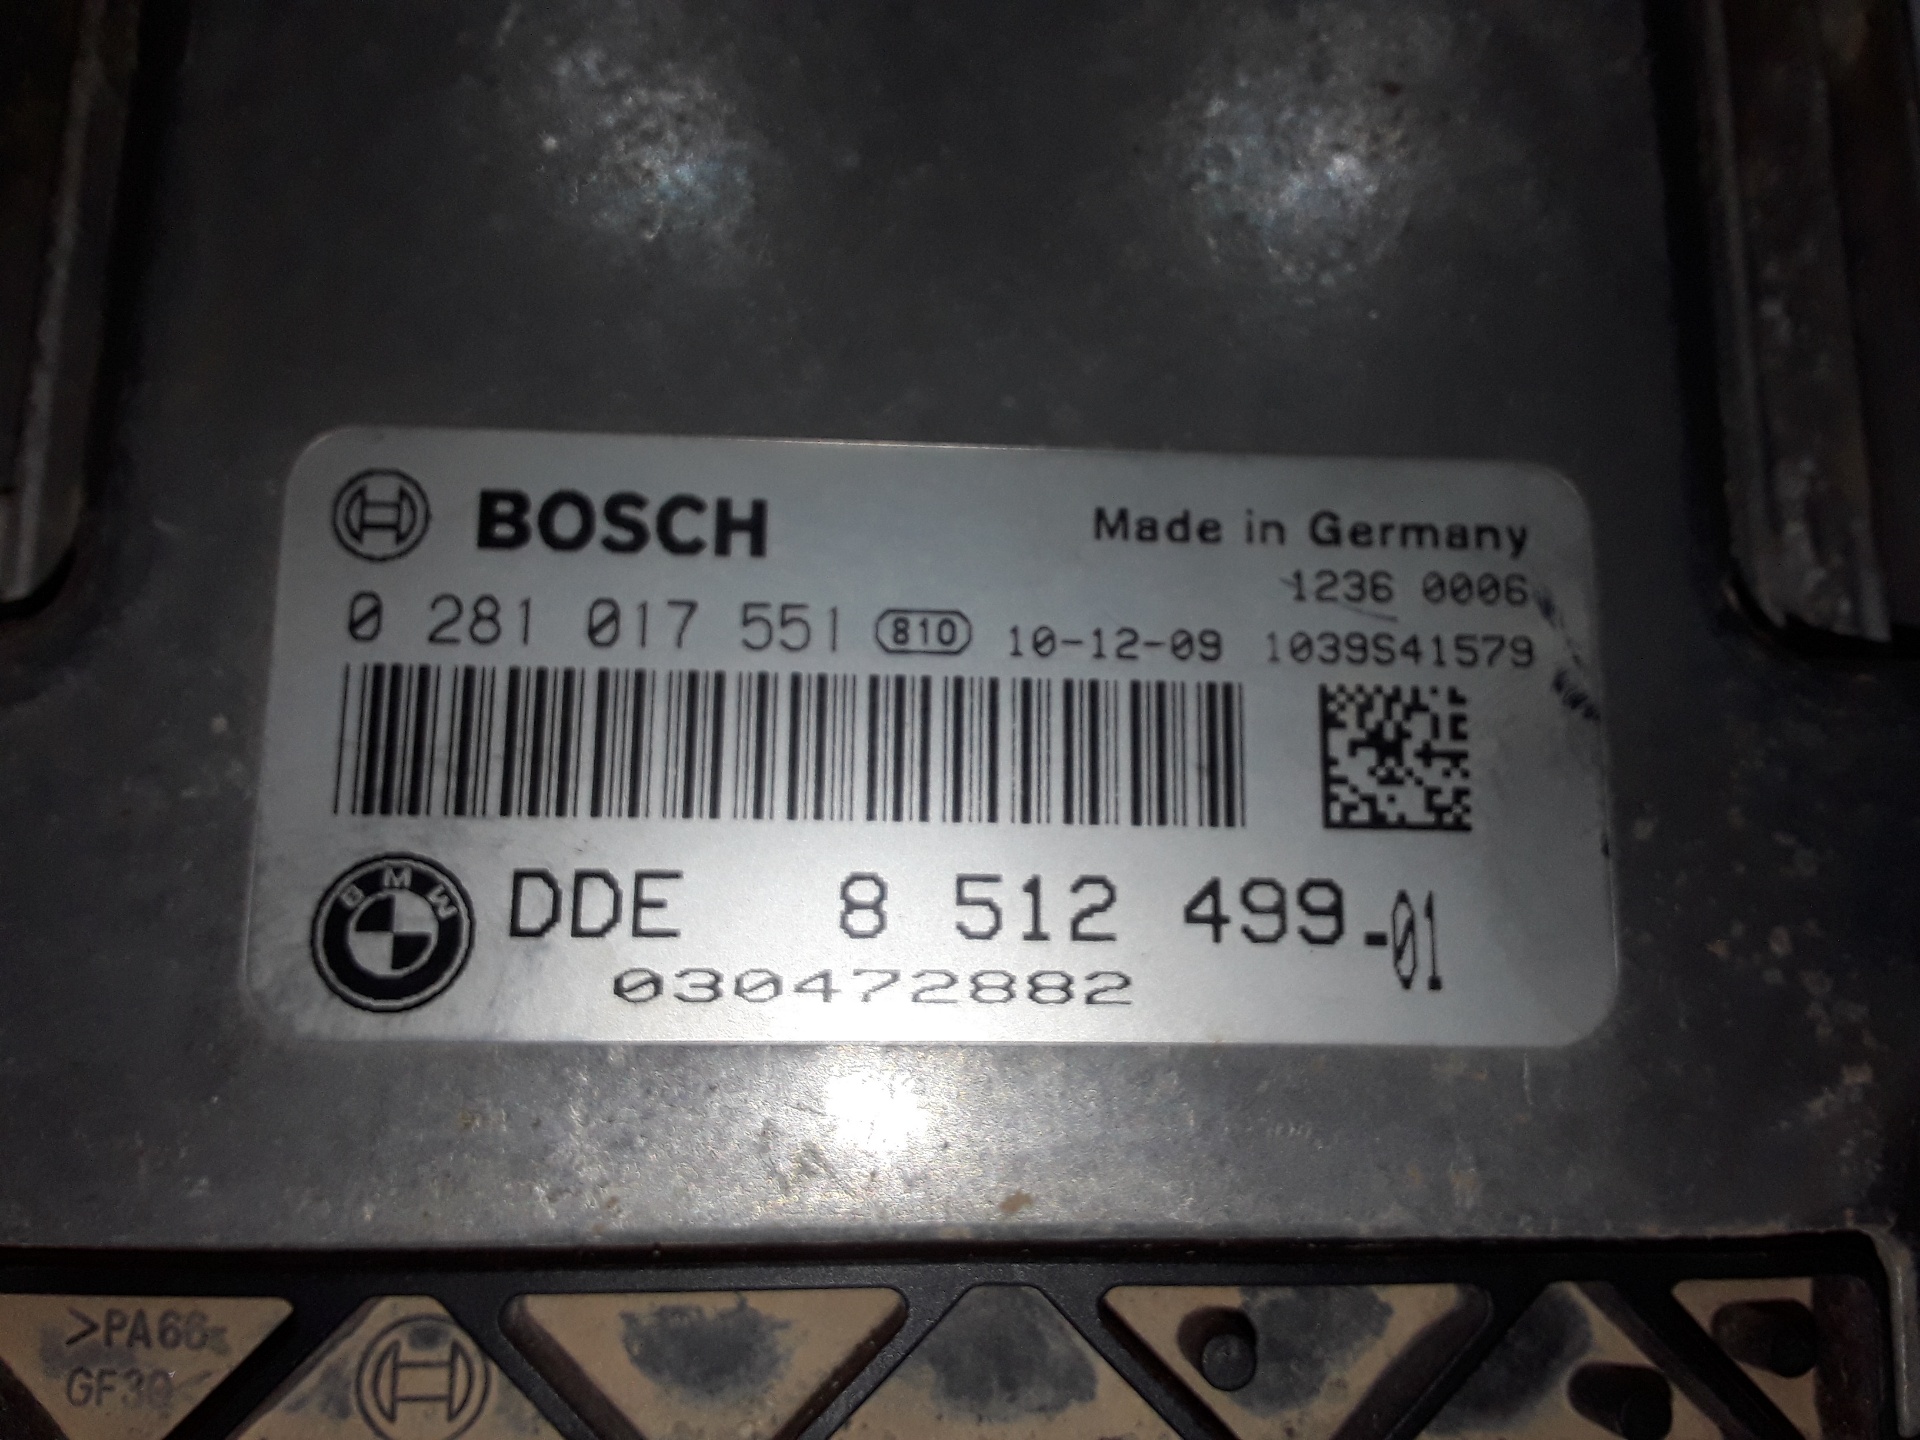 BOSCH Made in Germany
1236 0006
0 281 017 551 810 10-12-09 1039S41579
BMW DDE 8 512 499-01
030472882
>PA66
GF30<